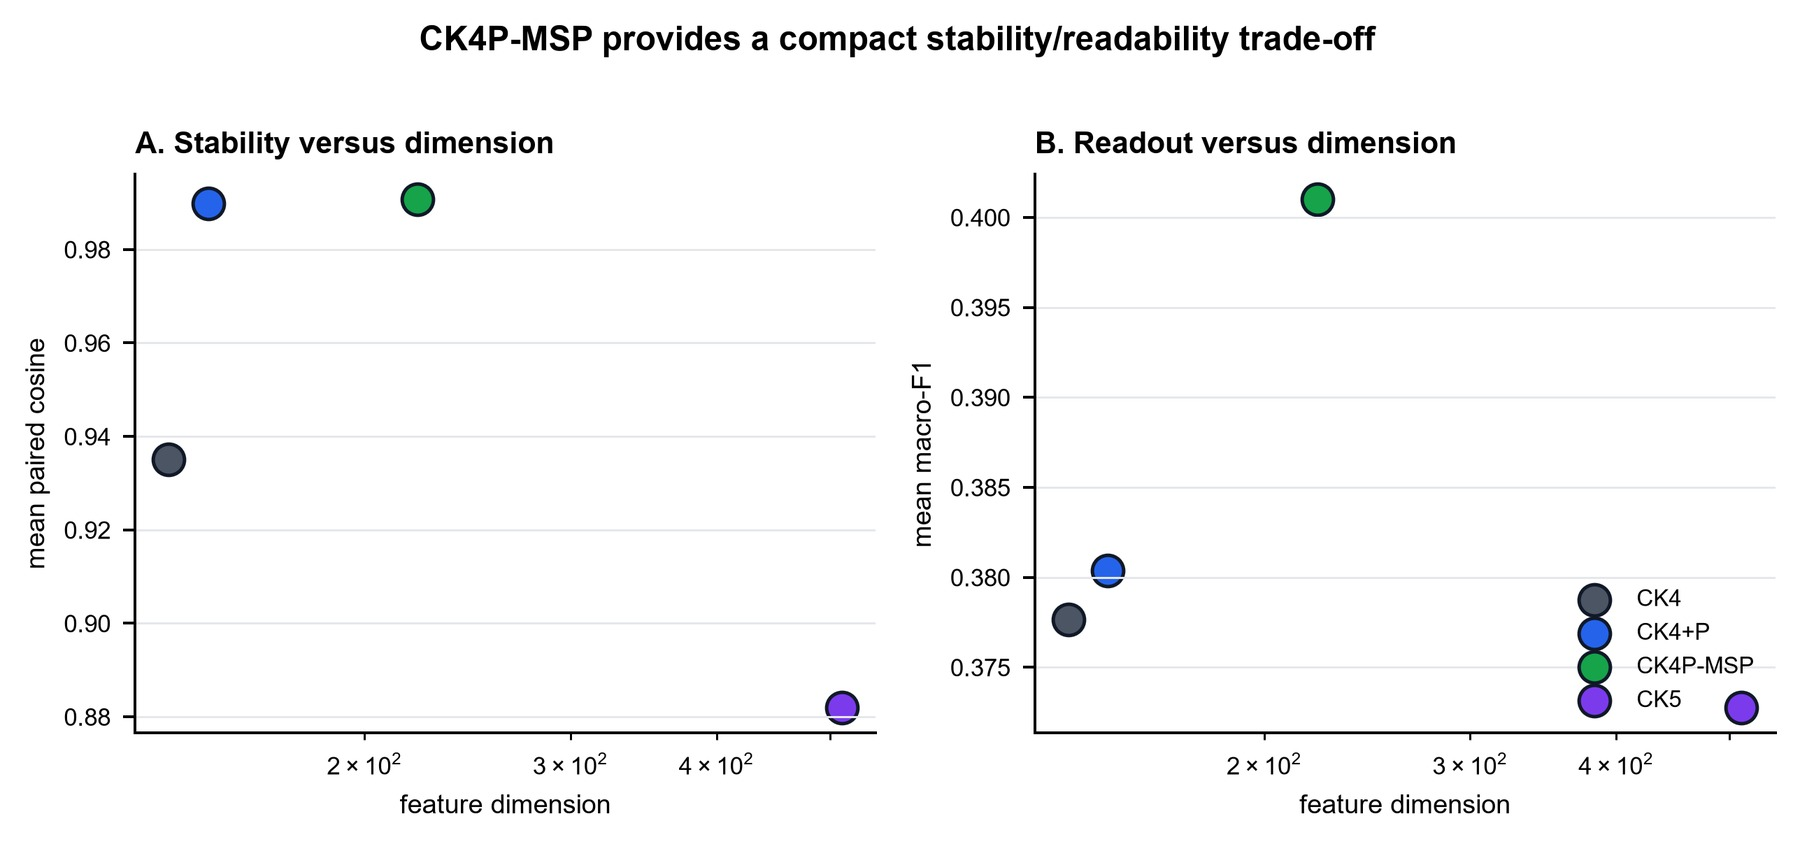 CK4P-MSP provides a compact stability/readability trade-off
A. Stability versus dimension
mean paired cosine
0.98
0.96
0.94
0.92
0.90
0.88
2 × 10²
3 × 10²
4 × 10²
feature dimension
B. Readout versus dimension
mean macro-F1
0.400
0.395
0.390
0.385
0.380
0.375
CK4
CK4+P
CK4P-MSP
CK5
2 × 10²
3 × 10²
4 × 10²
feature dimension